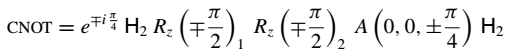 CNOT = e^{∓i π/4} H₂ R_z (∓ π/2)₁ R_z (∓ π/2)₂ A (0, 0, ± π/4) H₂